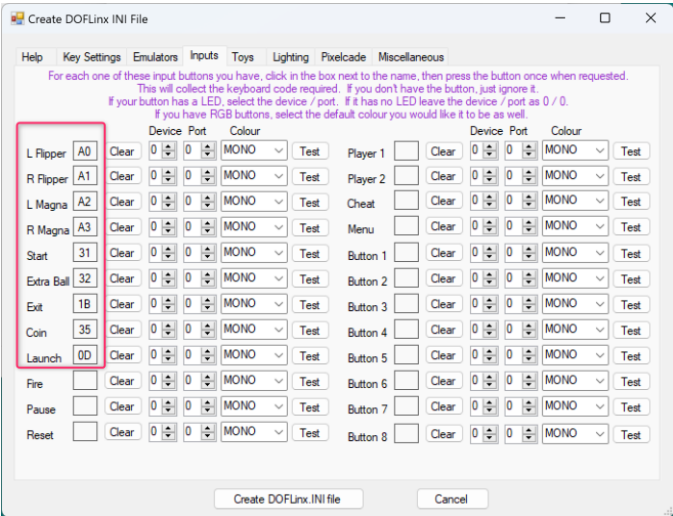 Create DOFLinx INI File
Help Key Settings Emulators Inputs Toys Lighting Pixelcade Miscellaneous
For each one of these input buttons you have, click in the box next to the name, then press the button once when requested.
This will collect the keyboard code required. If you don't have the button, just ignore it.
If your button has a LED, select the device / port. If it has no LED leave the device / port as 0 / 0.
If you have RGB buttons, select the default colour you would like it to be as well.
Device Port Colour Device Port Colour
L Flipper A0 Clear 0 0 MONO Test Player 1 Clear 0 0 MONO Test
R Flipper A1 Clear 0 0 MONO Test Player 2 Clear 0 0 MONO Test
L Magna A2 Clear 0 0 MONO Test Cheat Clear 0 0 MONO Test
R Magna A3 Clear 0 0 MONO Test Menu Clear 0 0 MONO Test
Start 31 Clear 0 0 MONO Test Button 1 Clear 0 0 MONO Test
Extra Ball 32 Clear 0 0 MONO Test Button 2 Clear 0 0 MONO Test
Exit 1B Clear 0 0 MONO Test Button 3 Clear 0 0 MONO Test
Coin 35 Clear 0 0 MONO Test Button 4 Clear 0 0 MONO Test
Launch 0D Clear 0 0 MONO Test Button 5 Clear 0 0 MONO Test
Fire Clear 0 0 MONO Test Button 6 Clear 0 0 MONO Test
Pause Clear 0 0 MONO Test Button 7 Clear 0 0 MONO Test
Reset Clear 0 0 MONO Test Button 8 Clear 0 0 MONO Test
Create DOFLinx.INI file Cancel